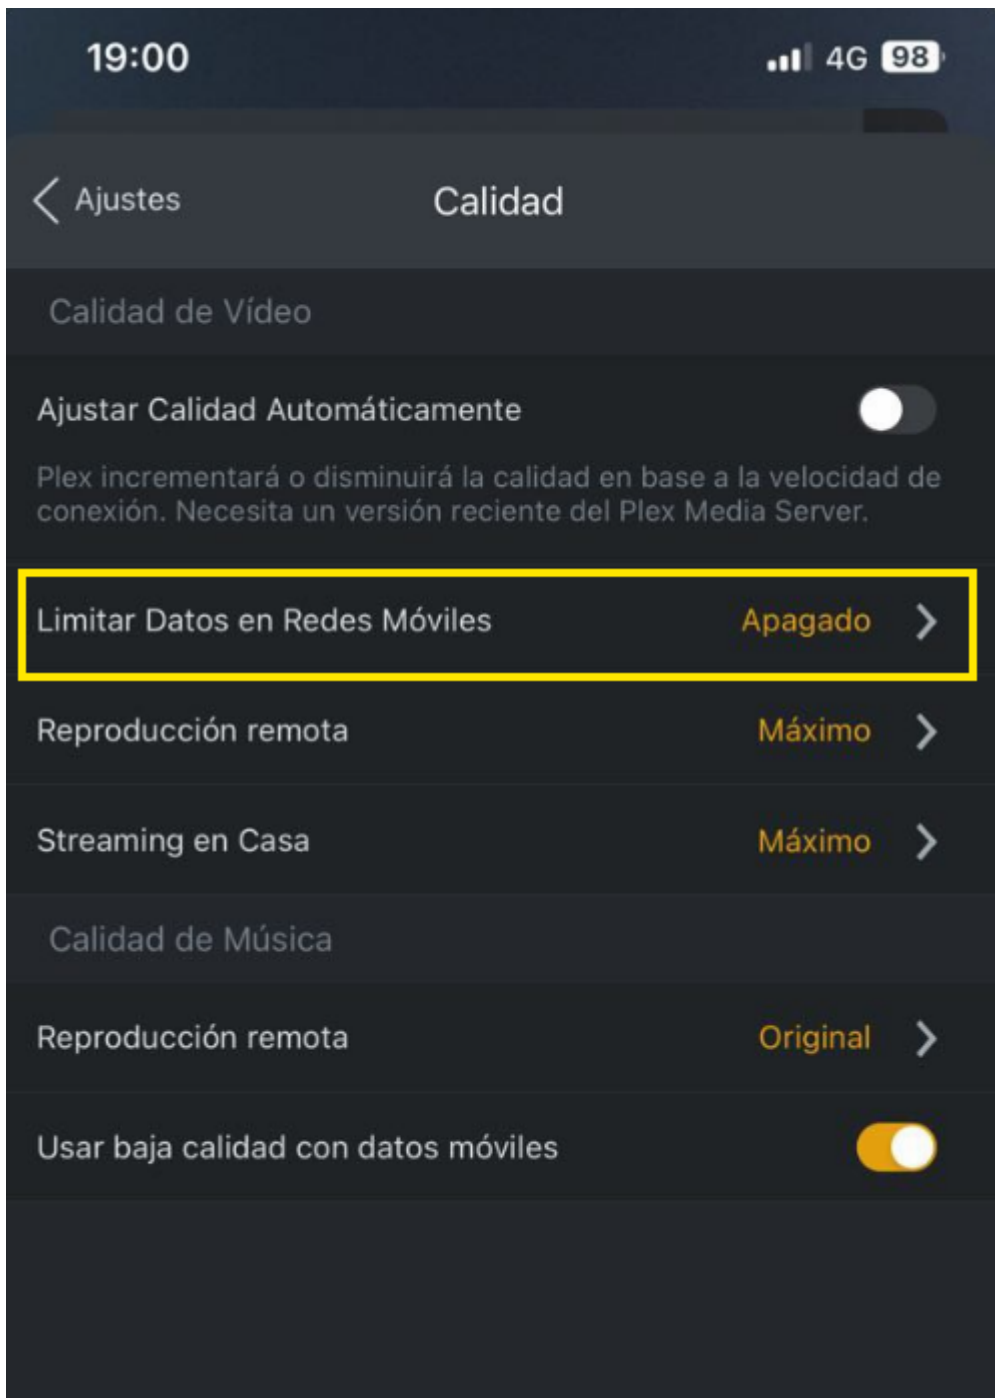 19:00 4G 98
Ajustes Calidad
Calidad de Vídeo
Ajustar Calidad Automáticamente
Plex incrementará o disminuirá la calidad en base a la velocidad de
conexión. Necesita un versión reciente del Plex Media Server.
Limitar Datos en Redes Móviles Apagado
Reproducción remota Máximo
Streaming en Casa Máximo
Calidad de Música
Reproducción remota Original
Usar baja calidad con datos móviles